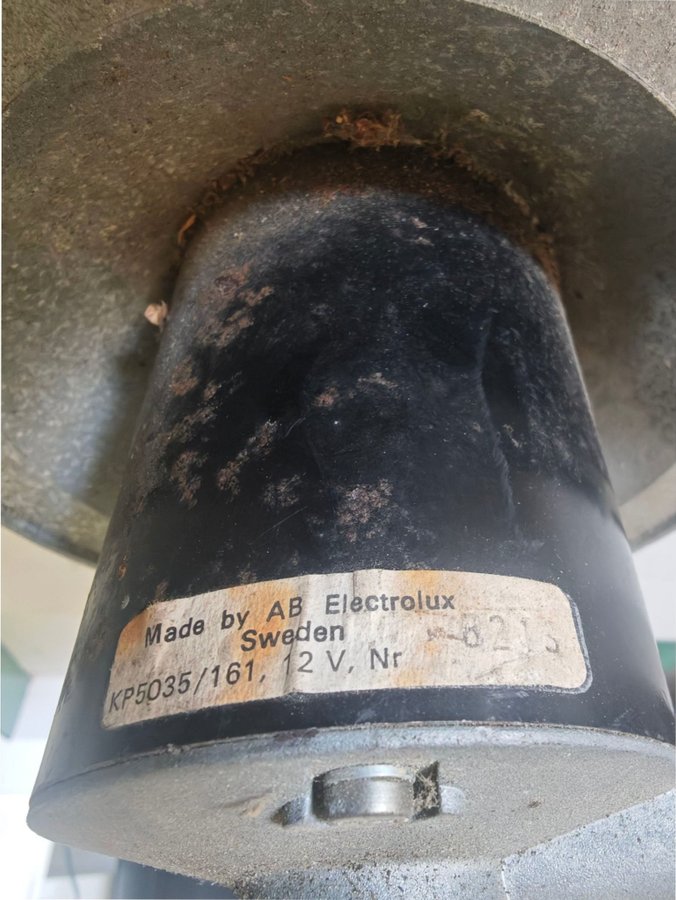 Made by AB Electrolux
Sweden
KP5035/161, 12 V, Nr